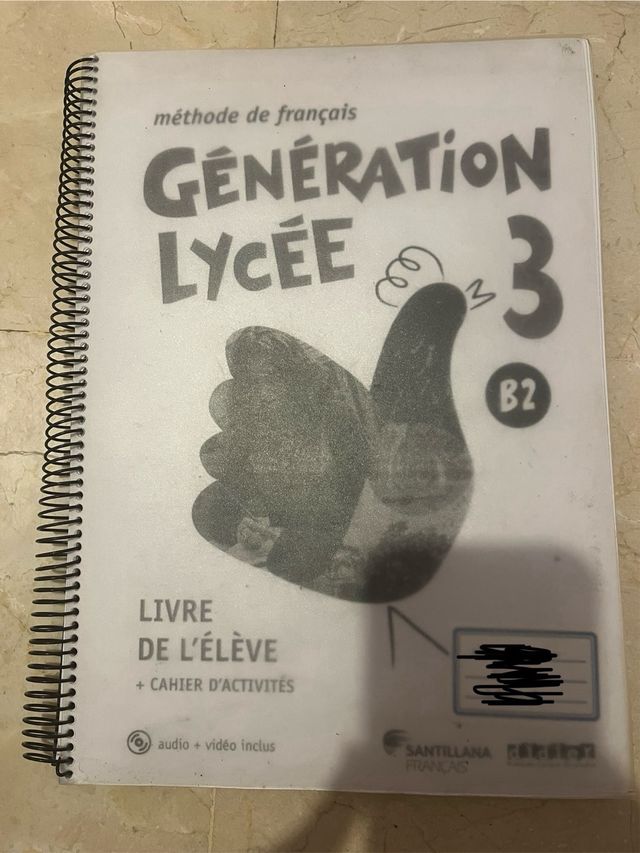 méthode de français
GÉNÉRATiON
LYCÉE
3
B2
LIVRE
DE L'ÉLÈVE
+ CAHIER D'ACTIVITÉS
audio + vidéo inclus
SANTILLANA
FRANÇAIS